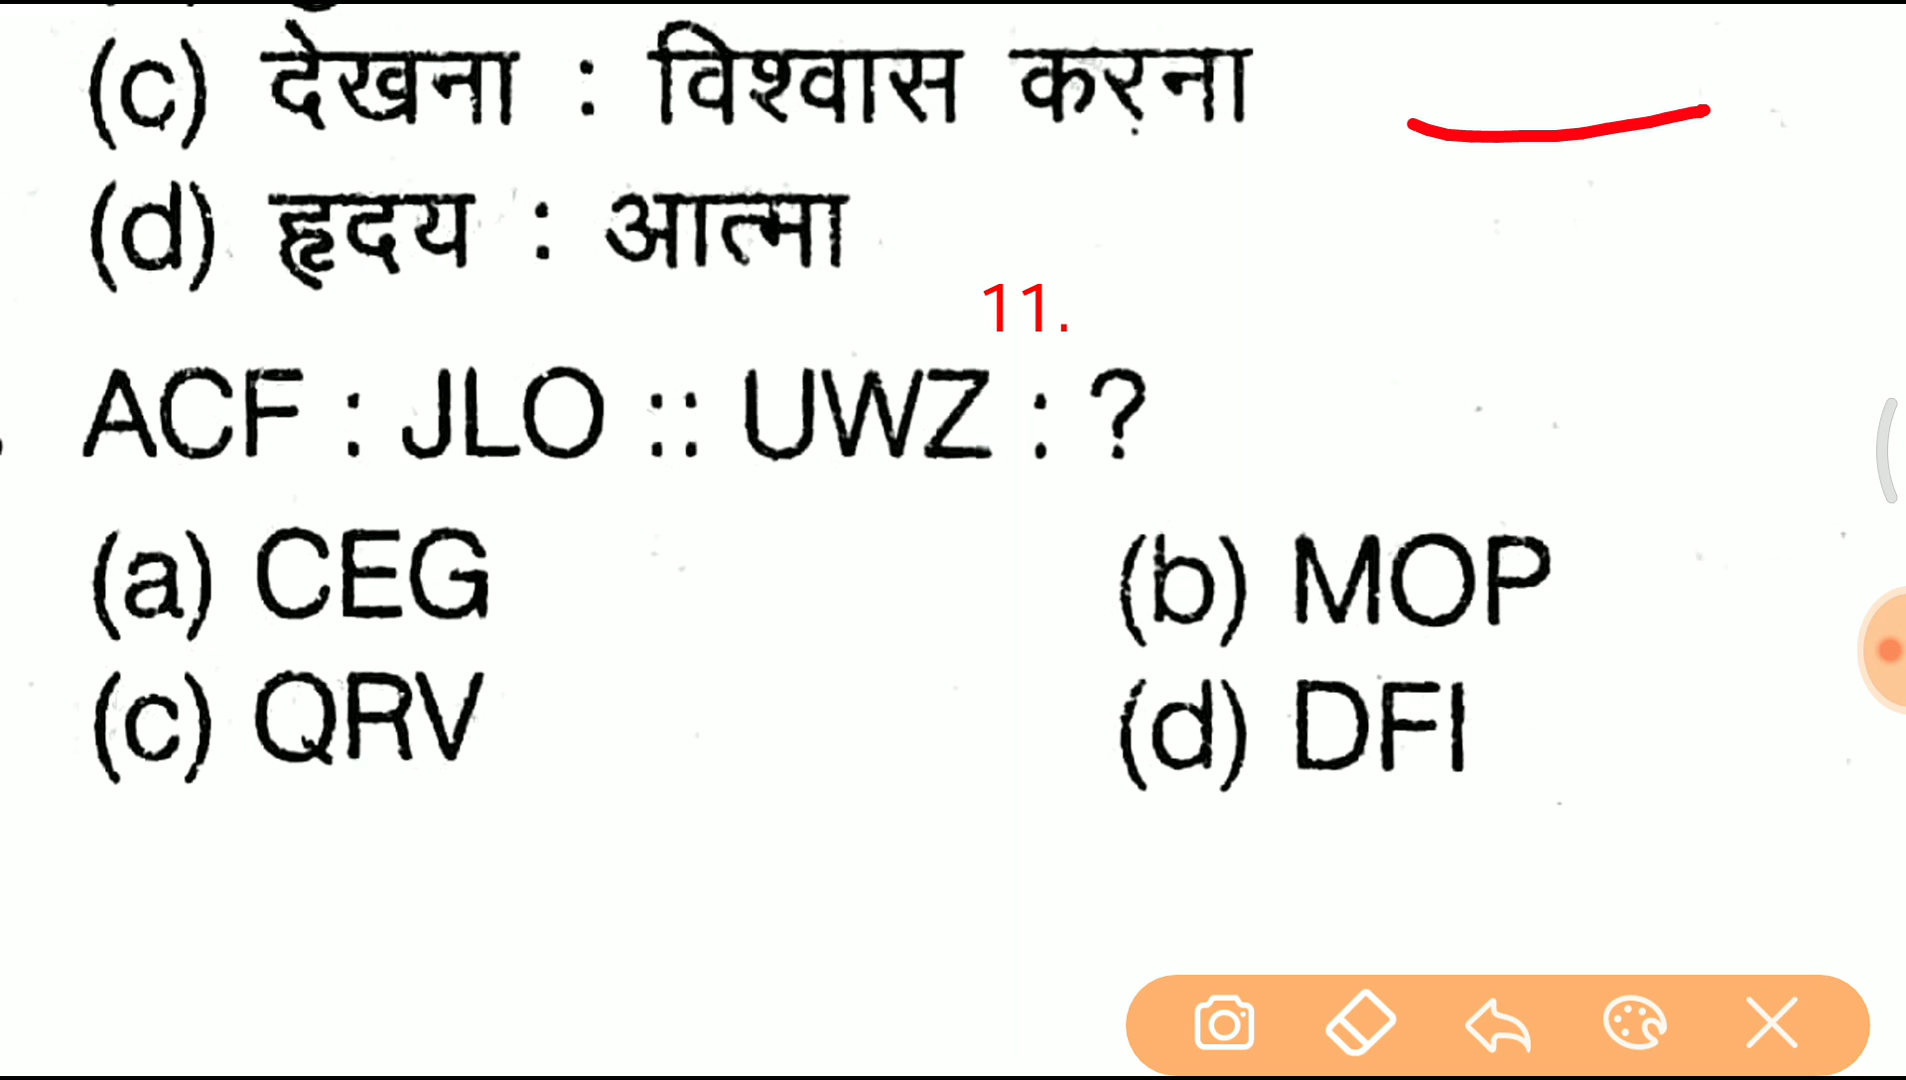 (c) देखना : विश्वास करना
(d) हृदय : आत्मा
11.
ACF : JLO :: UWZ : ?
(a) CEG (b) MOP
(c) QRV (d) DFI